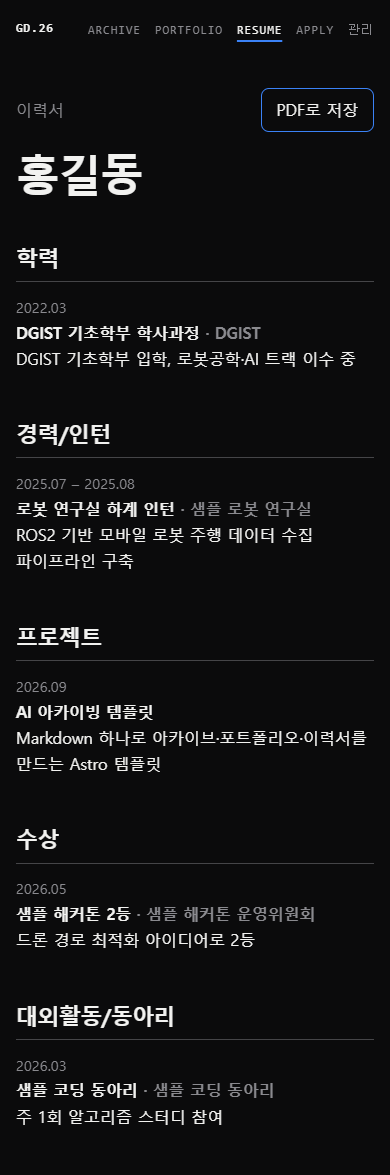 GD.26 ARCHIVE PORTFOLIO RESUME APPLY 관리
이력서 PDF로 저장
홍길동
학력
2022.03
DGIST 기초학부 학사과정 · DGIST
DGIST 기초학부 입학, 로봇공학·AI 트랙 이수 중
경력/인턴
2025.07 – 2025.08
로봇 연구실 하계 인턴 · 샘플 로봇 연구실
ROS2 기반 모바일 로봇 주행 데이터 수집
파이프라인 구축
프로젝트
2026.09
AI 아카이빙 템플릿
Markdown 하나로 아카이브·포트폴리오·이력서를
만드는 Astro 템플릿
수상
2026.05
샘플 해커톤 2등 · 샘플 해커톤 운영위원회
드론 경로 최적화 아이디어로 2등
대외활동/동아리
2026.03
샘플 코딩 동아리 · 샘플 코딩 동아리
주 1회 알고리즘 스터디 참여